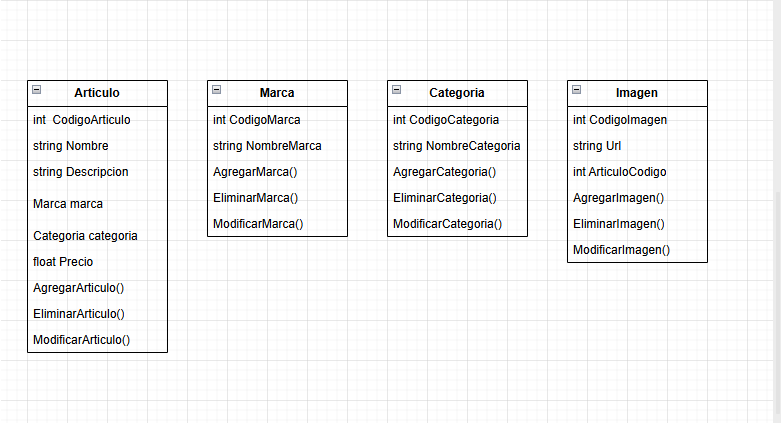 Articulo
int CodigoArticulo
string Nombre
string Descripcion
Marca marca
Categoria categoria
float Precio
AgregarArticulo()
EliminarArticulo()
ModificarArticulo()
Marca
int CodigoMarca
string NombreMarca
AgregarMarca()
EliminarMarca()
ModificarMarca()
Categoria
int CodigoCategoria
string NombreCategoria
AgregarCategoria()
EliminarCategoria()
ModificarCategoria()
Imagen
int CodigoImagen
string Url
int ArticuloCodigo
AgregarImagen()
EliminarImagen()
ModificarImagen()